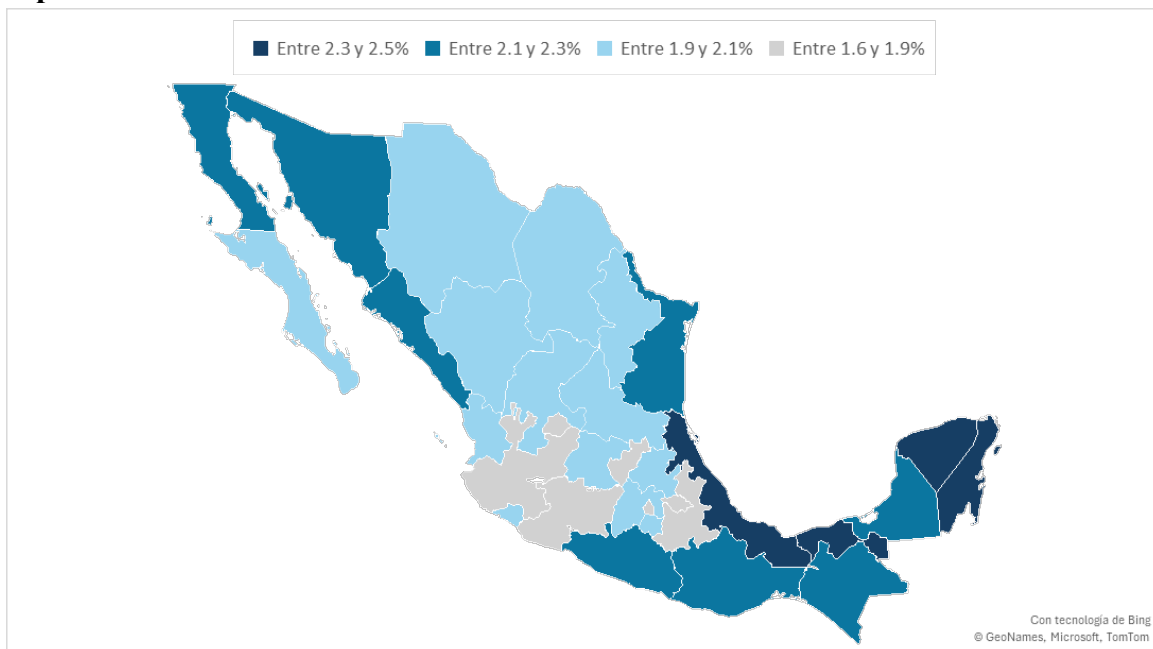 Entre 2.3 y 2.5% Entre 2.1 y 2.3% Entre 1.9 y 2.1% Entre 1.6 y 1.9%
Con tecnología de Bing
© GeoNames, Microsoft, TomTom